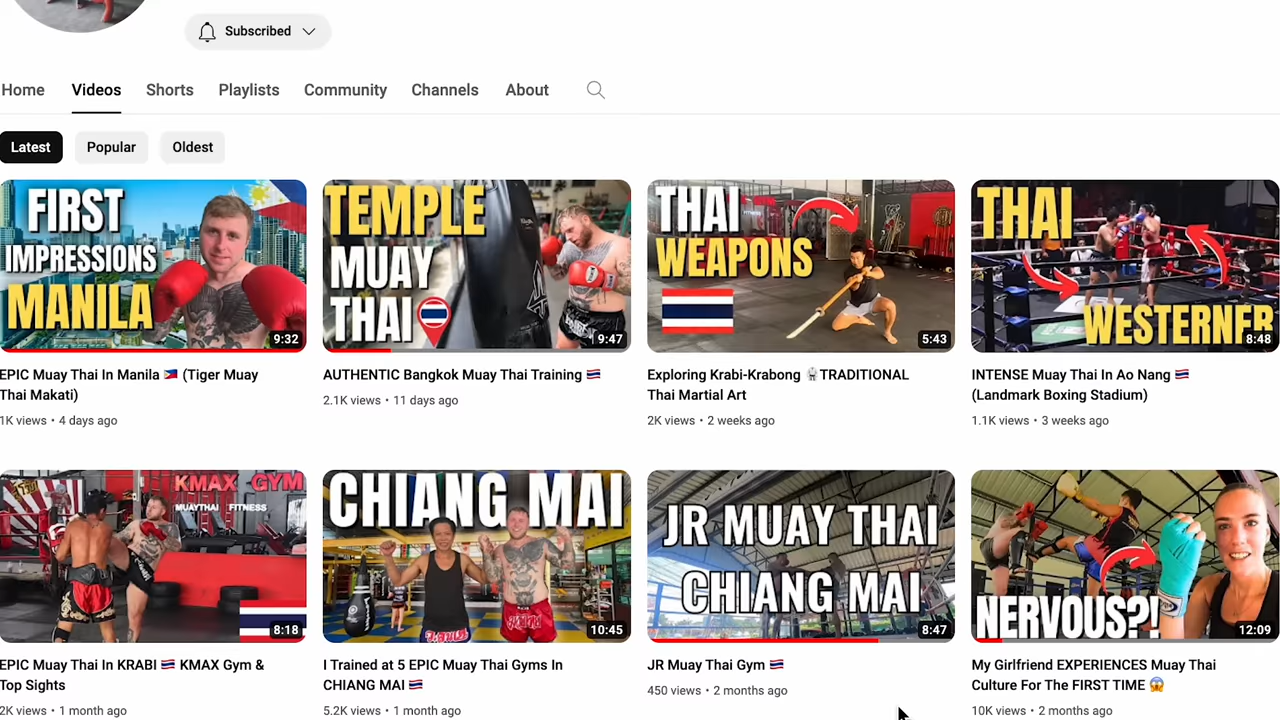 Subscribed
Home Videos Shorts Playlists Community Channels About
Latest Popular Oldest
FIRST
IMPRESSIONS
MANILA
9:32
TEMPLE
MUAY
THAI
9:47
THAI
WEAPONS
5:43
THAI
WESTERNER
8:48
EPIC Muay Thai In Manila 🇵🇭 (Tiger Muay
Thai Makati)
1K views • 4 days ago
AUTHENTIC Bangkok Muay Thai Training 🇹🇭
2.1K views • 11 days ago
Exploring Krabi-Krabong 🥋TRADITIONAL
Thai Martial Art
2K views • 2 weeks ago
INTENSE Muay Thai In Ao Nang 🇹🇭
(Landmark Boxing Stadium)
1.1K views • 3 weeks ago
KMAX GYM
MUAYTHAI FITNESS
8:18
CHIANG MAI
10:45
JR MUAY THAI
CHIANG MAI
8:47
NERVOUS?!
12:09
EPIC Muay Thai In KRABI 🇹🇭 KMAX Gym &
Top Sights
2K views • 1 month ago
I Trained at 5 EPIC Muay Thai Gyms In
CHIANG MAI 🇹🇭
5.2K views • 1 month ago
JR Muay Thai Gym 🇹🇭
450 views • 2 months ago
My Girlfriend EXPERIENCES Muay Thai
Culture For The FIRST TIME 😱
10K views • 2 months ago